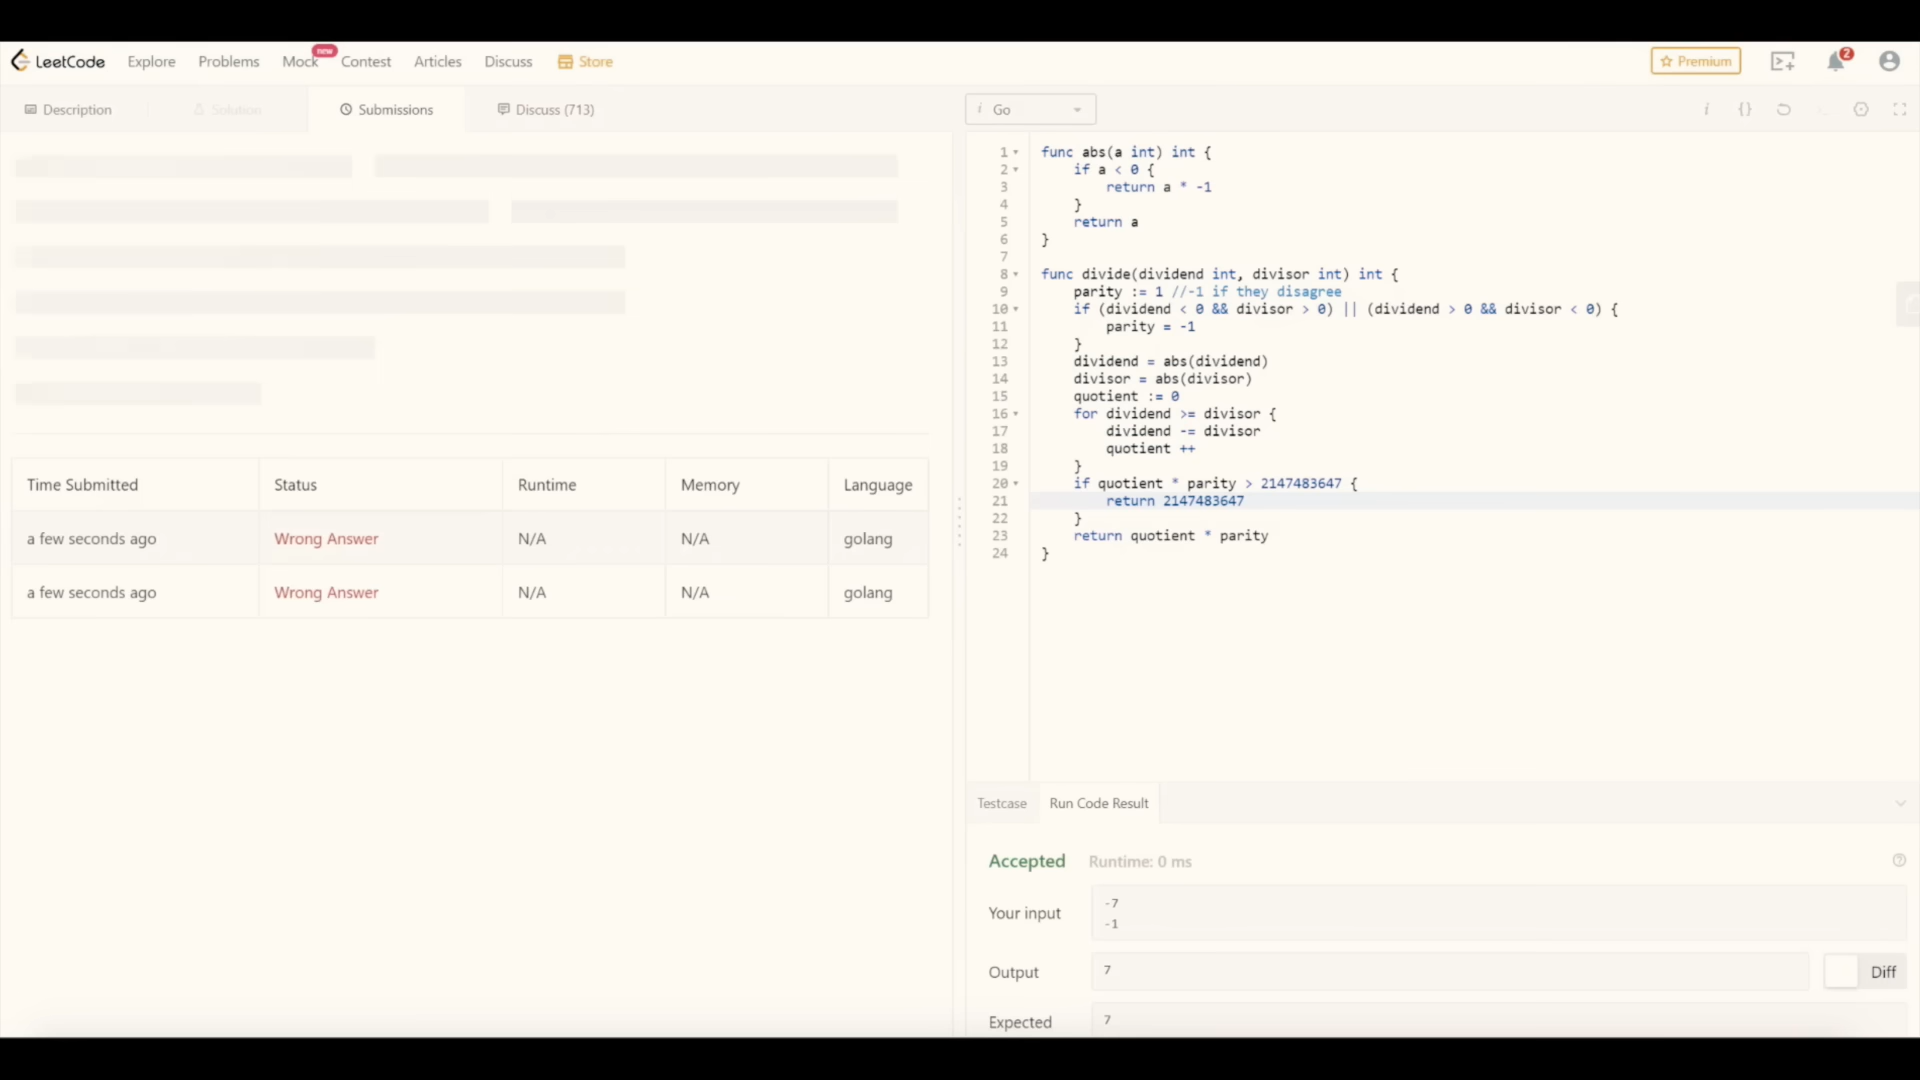 LeetCode Explore Problems Mock new Contest Articles Discuss Store Premium 2
Description Solution Submissions Discuss (713)
Time Submitted Status Runtime Memory Language
a few seconds ago Wrong Answer N/A N/A golang
a few seconds ago Wrong Answer N/A N/A golang
i Go i {}
1 func abs(a int) int {
2 if a < 0 {
3 return a * -1
4 }
5 return a
6 }
7
8 func divide(dividend int, divisor int) int {
9 parity := 1 //-1 if they disagree
10 if (dividend < 0 && divisor > 0) || (dividend > 0 && divisor < 0) {
11 parity = -1
12 }
13 dividend = abs(dividend)
14 divisor = abs(divisor)
15 quotient := 0
16 for dividend >= divisor {
17 dividend -= divisor
18 quotient ++
19 }
20 if quotient * parity > 2147483647 {
21 return 2147483647
22 }
23 return quotient * parity
24 }
Testcase Run Code Result
Accepted Runtime: 0 ms
Your input
-7
-1
Output 7 Diff
Expected 7